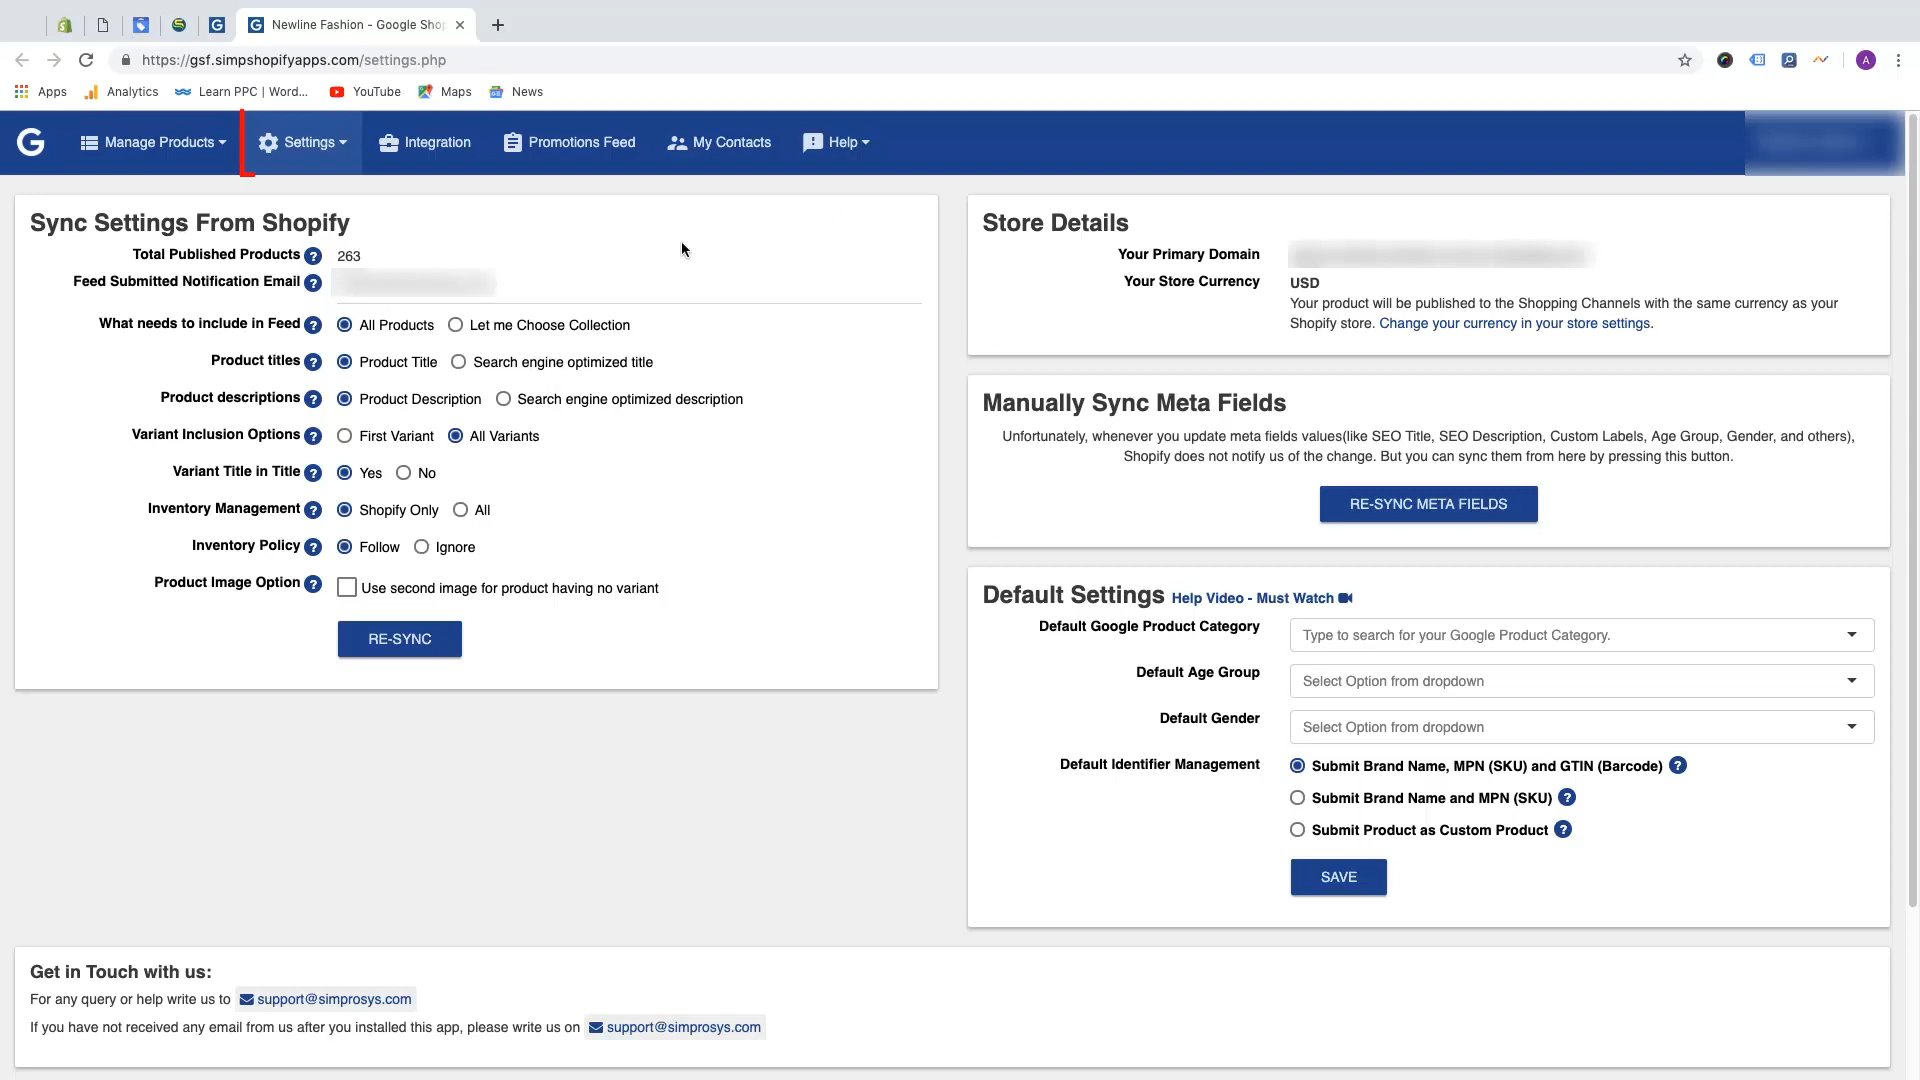 Newline Fashion - Google Sho
https://gsf.simpshopifyapps.com/settings.php
A
Apps
Analytics
Learn PPC | Word...
YouTube
Maps
News
G
Manage Products
Settings
Integration
Promotions Feed
My Contacts
Help
Sync Settings From Shopify
Total Published Products ? 263
Feed Submitted Notification Email ?
What needs to include in Feed ? All Products Let me Choose Collection
Product titles ? Product Title Search engine optimized title
Product descriptions ? Product Description Search engine optimized description
Variant Inclusion Options ? First Variant All Variants
Variant Title in Title ? Yes No
Inventory Management ? Shopify Only All
Inventory Policy ? Follow Ignore
Product Image Option ? Use second image for product having no variant
RE-SYNC
Store Details
Your Primary Domain
Your Store Currency USD
Your product will be published to the Shopping Channels with the same currency as your
Shopify store. Change your currency in your store settings.
Manually Sync Meta Fields
Unfortunately, whenever you update meta fields values(like SEO Title, SEO Description, Custom Labels, Age Group, Gender, and others),
Shopify does not notify us of the change. But you can sync them from here by pressing this button.
RE-SYNC META FIELDS
Default Settings Help Video - Must Watch
Default Google Product Category Type to search for your Google Product Category.
Default Age Group Select Option from dropdown
Default Gender Select Option from dropdown
Default Identifier Management Submit Brand Name, MPN (SKU) and GTIN (Barcode) ?
Submit Brand Name and MPN (SKU) ?
Submit Product as Custom Product ?
SAVE
Get in Touch with us:
For any query or help write us to support@simprosys.com
If you have not received any email from us after you installed this app, please write us on support@simprosys.com